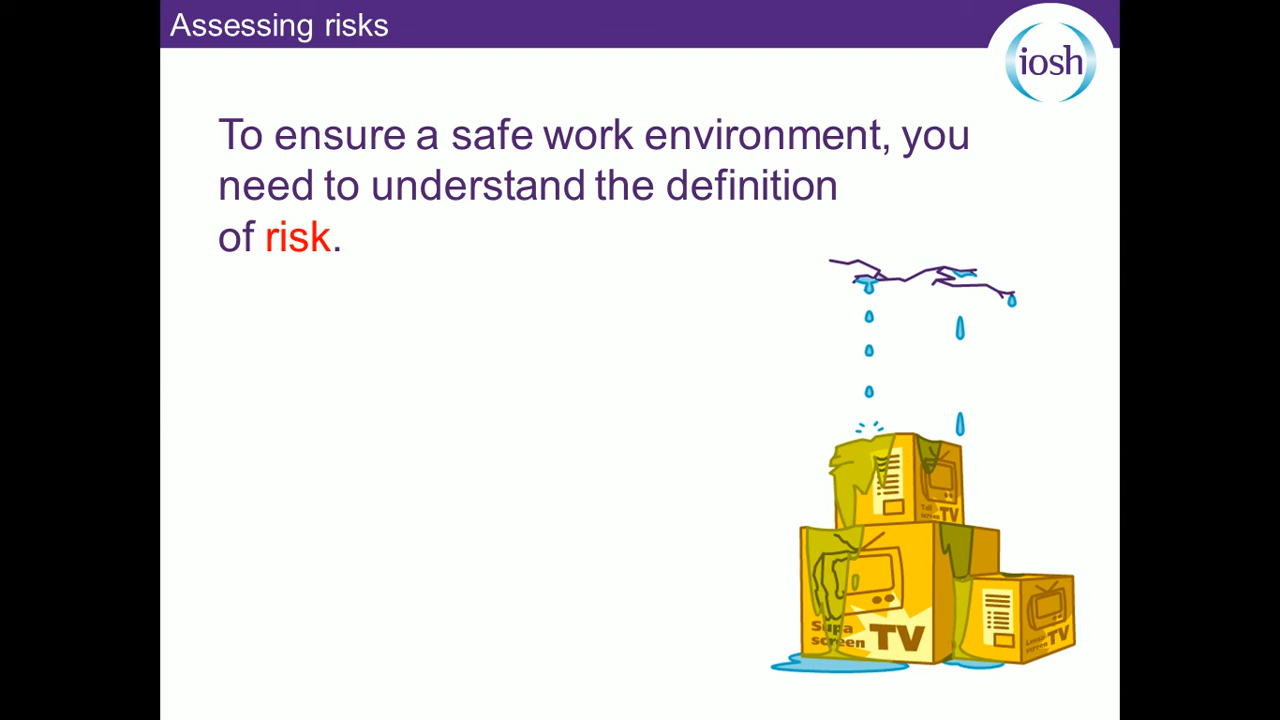 Assessing risks
iosh
To ensure a safe work environment, you
need to understand the definition
of risk.
TV
Supa
screen TV
screen TV